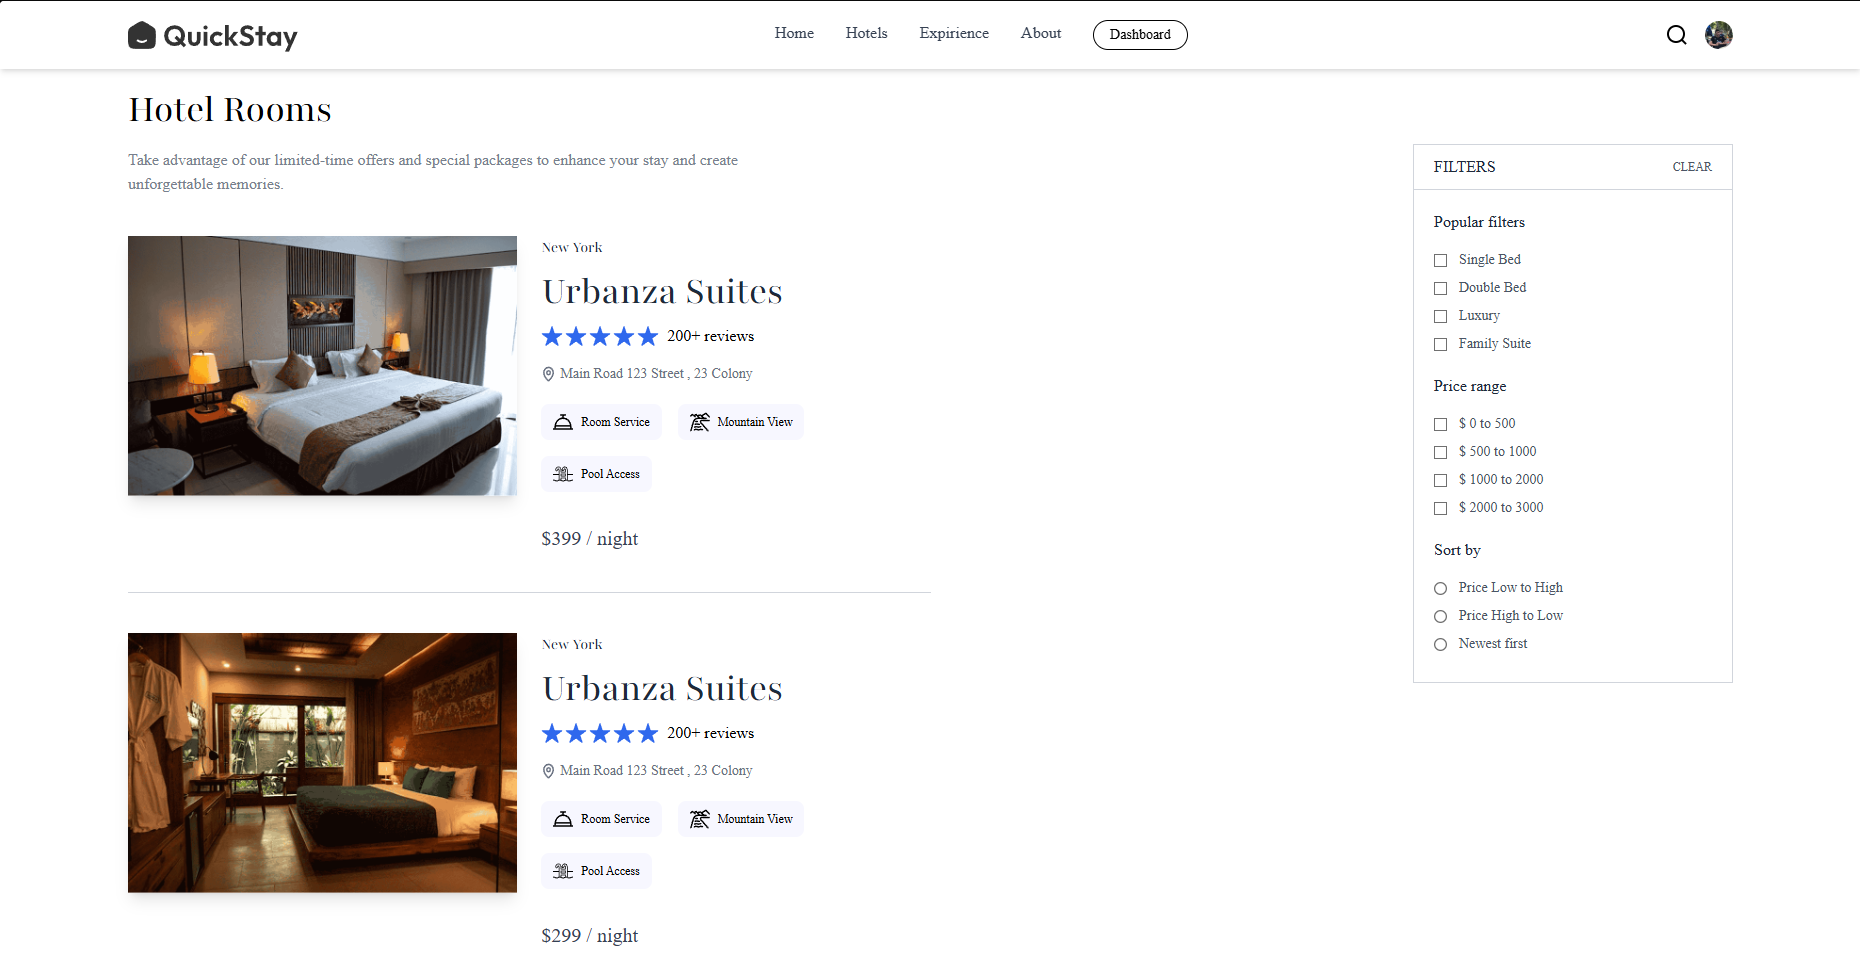 QuickStay
Home Hotels Expirience About Dashboard
Hotel Rooms
Take advantage of our limited-time offers and special packages to enhance your stay and create
unforgettable memories.
New York
Urbanza Suites
200+ reviews
Main Road 123 Street , 23 Colony
Room Service Mountain View
Pool Access
$399 / night
New York
Urbanza Suites
200+ reviews
Main Road 123 Street , 23 Colony
Room Service Mountain View
Pool Access
$299 / night
FILTERS CLEAR
Popular filters
Single Bed
Double Bed
Luxury
Family Suite
Price range
$ 0 to 500
$ 500 to 1000
$ 1000 to 2000
$ 2000 to 3000
Sort by
Price Low to High
Price High to Low
Newest first